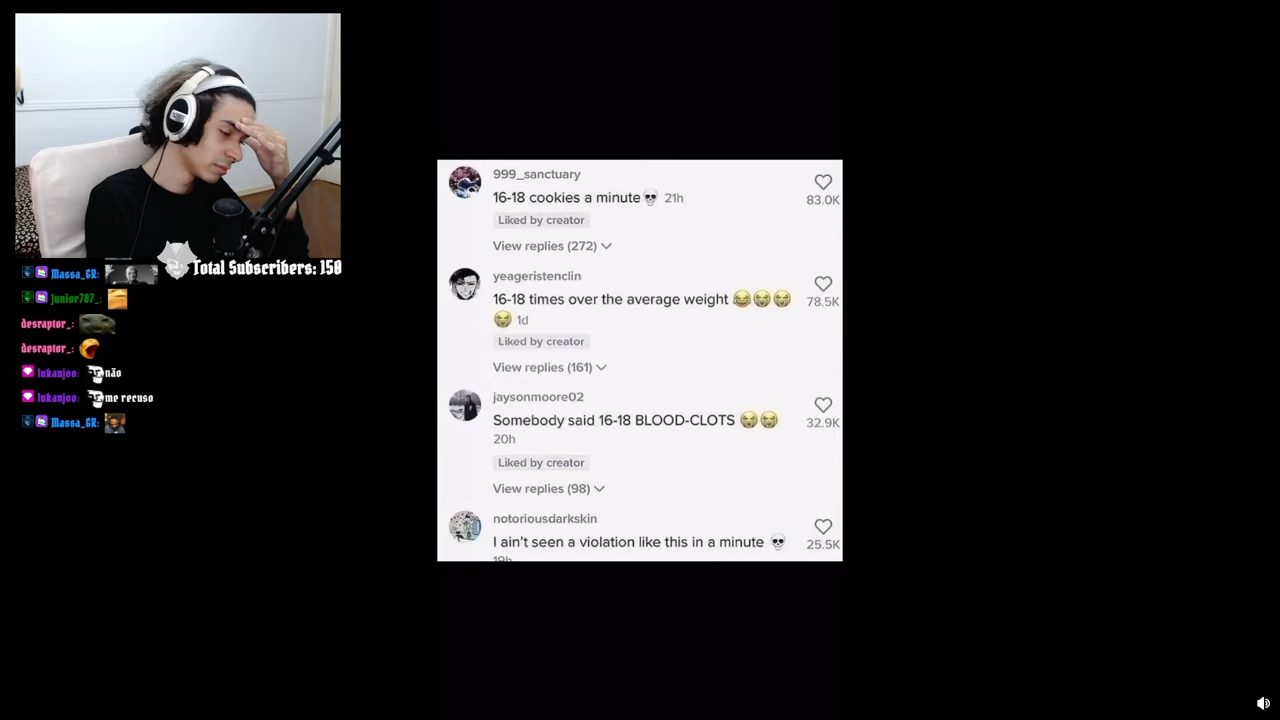 Total Subscribers: 150
Massa_GR:
Junior787_:
desraptor_:
desraptor_:
lukanjoo: não
lukanjoo: me recuso
Massa_GR:
999_sanctuary
16-18 cookies a minute💀 21h
83.0K
Liked by creator
View replies (272)
yeageristenclin
16-18 times over the average weight 😂😭😭
😭 1d
78.5K
Liked by creator
View replies (161)
jaysonmoore02
Somebody said 16-18 BLOOD-CLOTS 😭😭
20h
32.9K
Liked by creator
View replies (98)
notoriousdarkskin
I ain't seen a violation like this in a minute 💀
19h
25.5K